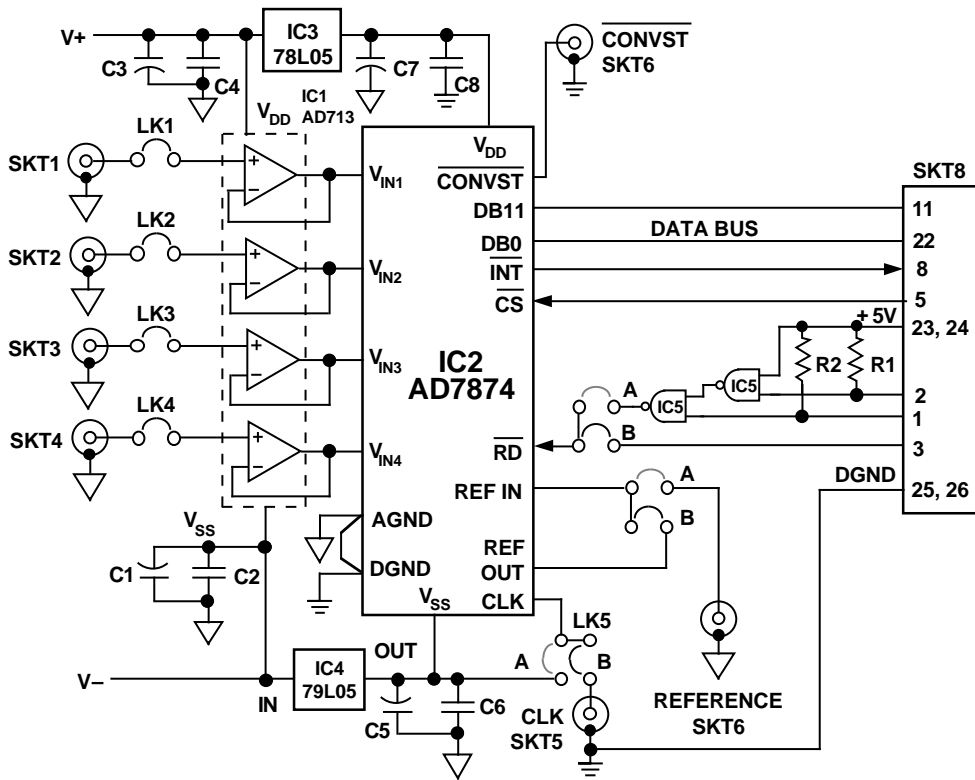 V+
IC3
78L05
C3
C4
C7
C8
CONVST
SKT6
IC1
AD713
VDD
LK1
SKT1
LK2
SKT2
LK3
SKT3
LK4
SKT4
+
−
+
−
+
−
+
−
VIN1
VIN2
VIN3
VIN4
VDD
CONVST
DB11
DB0
INT
CS
IC2
AD7874
RD
REF IN
REF
OUT
CLK
AGND
DGND
VSS
DATA BUS
SKT8
11
22
8
5
+ 5V
23, 24
R2
R1
2
1
3
DGND
25, 26
IC5
IC5
A
B
A
B
VSS
C1
C2
V−
IN
IC4
79L05
OUT
C5
C6
LK5
A
B
CLK
SKT5
REFERENCE
SKT6